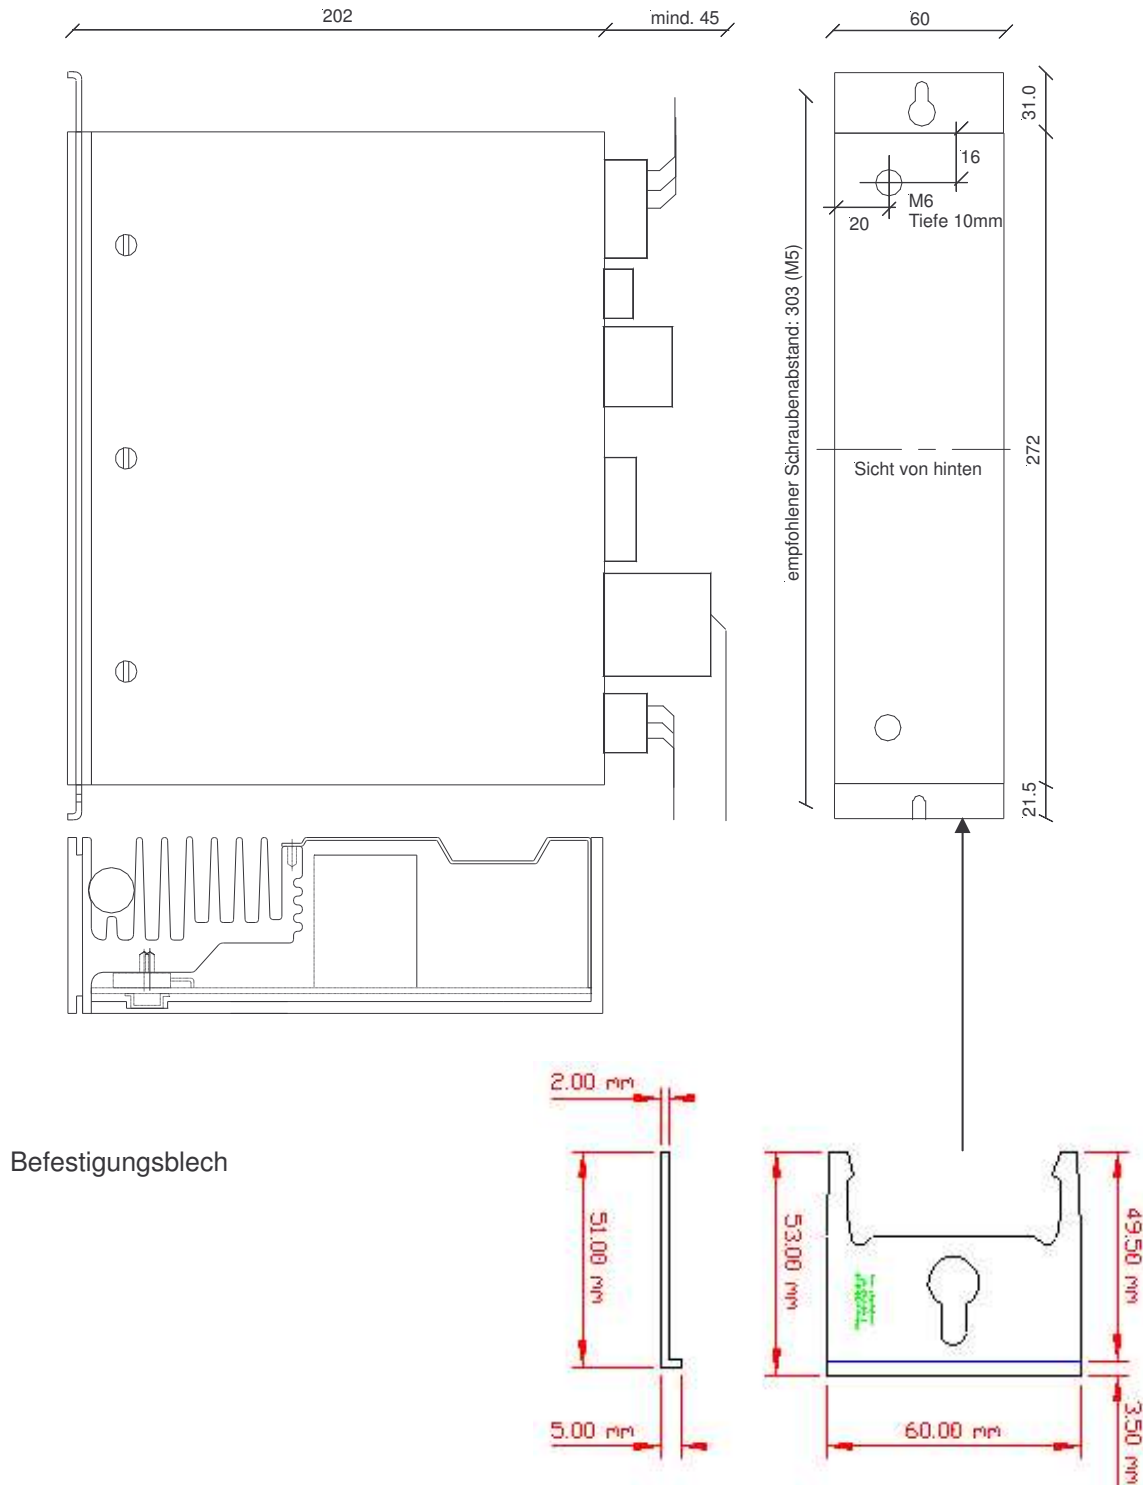 202
mind. 45
60
31.0
16
M6
20
Tiefe 10mm
empfohlener Schraubenabstand: 303 (M5)
272
Sicht von hinten
21.5
2.00 mm
Befestigungsblech
51.00 mm
53.00 mm
49.50 mm
5.00 mm
60.00 mm
3.50 mm